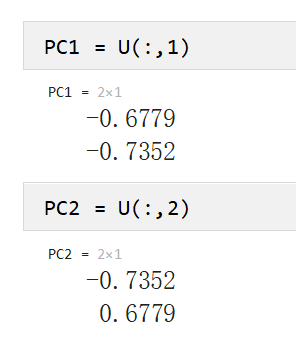 PC1 = U(:,1)
PC1 = 2×1
-0.6779
-0.7352
PC2 = U(:,2)
PC2 = 2×1
-0.7352
0.6779